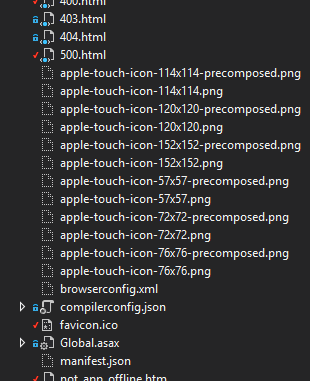 400.html
403.html
404.html
500.html
apple-touch-icon-114x114-precomposed.png
apple-touch-icon-114x114.png
apple-touch-icon-120x120-precomposed.png
apple-touch-icon-120x120.png
apple-touch-icon-152x152-precomposed.png
apple-touch-icon-152x152.png
apple-touch-icon-57x57-precomposed.png
apple-touch-icon-57x57.png
apple-touch-icon-72x72-precomposed.png
apple-touch-icon-72x72.png
apple-touch-icon-76x76-precomposed.png
apple-touch-icon-76x76.png
browserconfig.xml
compilerconfig.json
favicon.ico
Global.asax
manifest.json
not_app_offline.htm